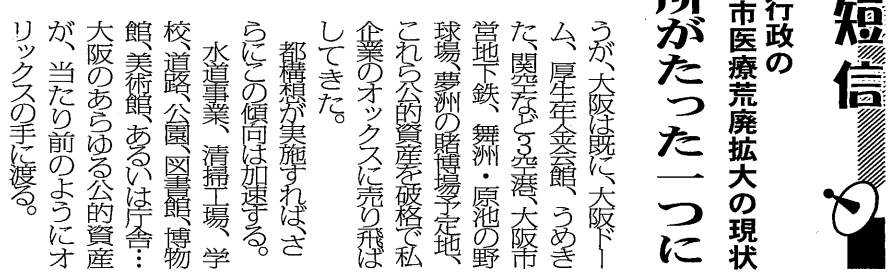 短信
行政の
市医療荒廃拡大の現状
所がたった一つに
うが、大阪は既に、大阪ドー
ム、厚生年金会館、うめき
た、関空など3空港、大阪市
営地下鉄、舞洲・原池の野
球場、夢洲の賭博場予定地、
これら公的資産を破格で私
企業のオックスに売り飛ば
してきた。
都構想が実施すれば、さ
らにこの傾向は加速する。
水道事業、清掃工場、学
校、道路、公園、図書館、博物
館、美術館、あるいは庁舎…
大阪のあらゆる公的資産
が、当たり前のようにオ
リックスの手に渡る。